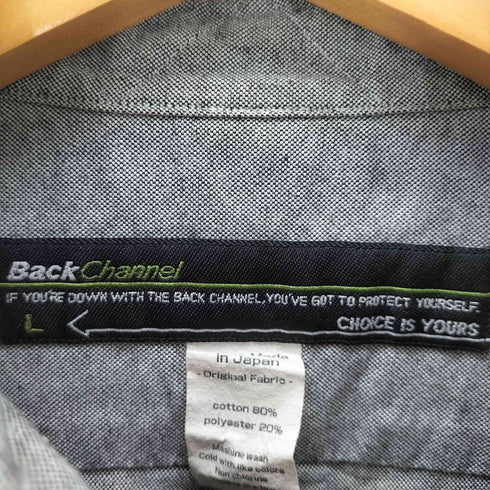 Back Channel
IF YOU'RE DOWN WITH THE BACK CHANNEL, YOU'VE GOT TO PROTECT YOURSELF.
L CHOICE IS YOURS
Made
in Japan
- Original Fabric -
cotton 80%
polyester 20%
Machine wash
Cold with like colors
Non chlorine